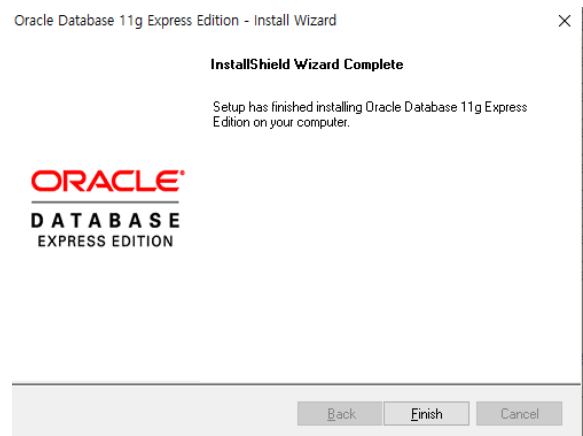 Oracle Database 11g Express Edition - Install Wizard
InstallShield Wizard Complete
Setup has finished installing Oracle Database 11g Express
Edition on your computer.
ORACLE®
DATABASE
EXPRESS EDITION
Back
Finish
Cancel